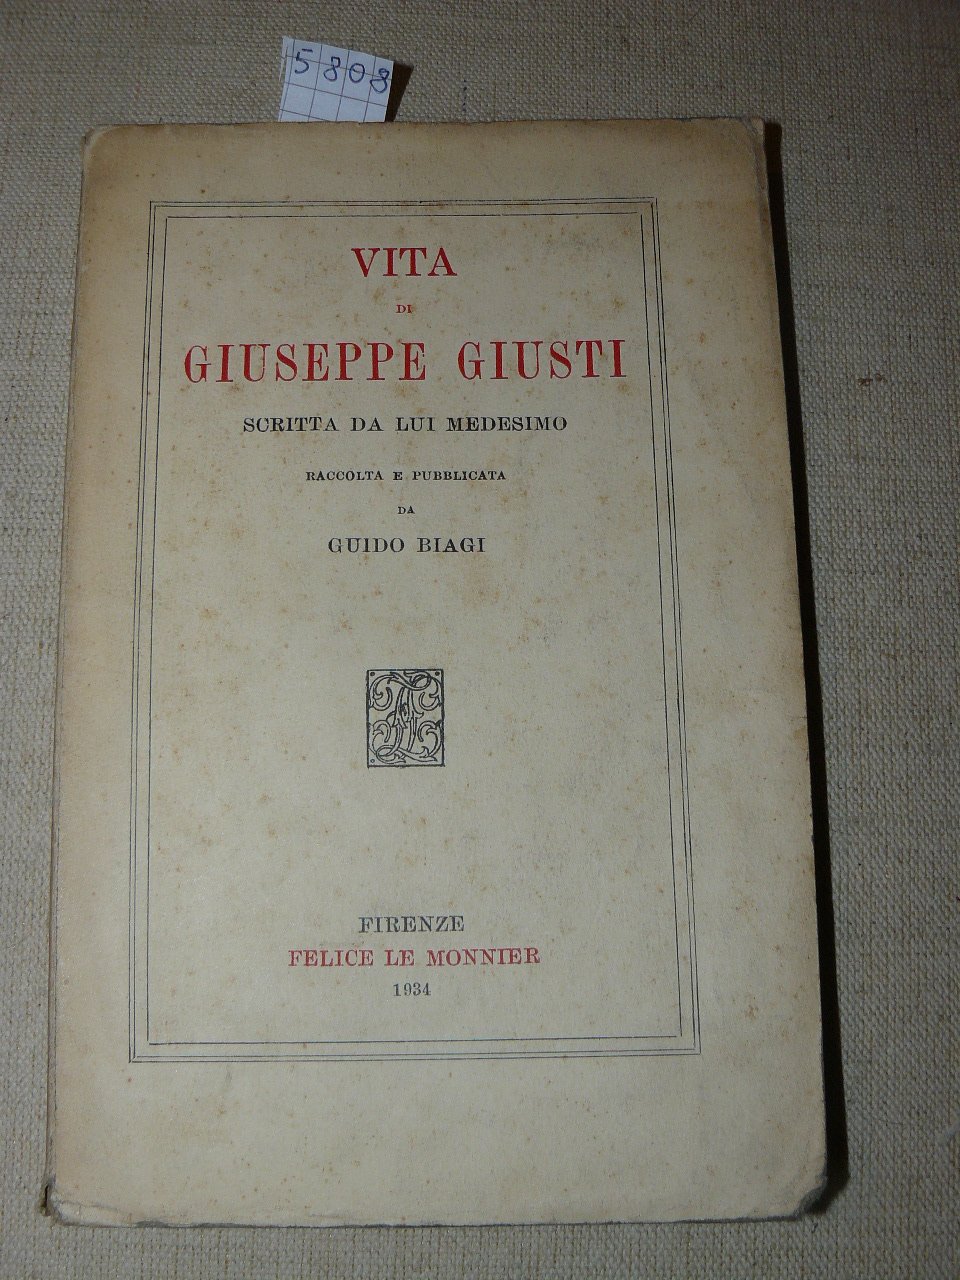 5808
VITA
DI
GIUSEPPE GIUSTI
SCRITTA DA LUI MEDESIMO
RACCOLTA E PUBBLICATA
DA
GUIDO BIAGI
FIRENZE
FELICE LE MONNIER
1934